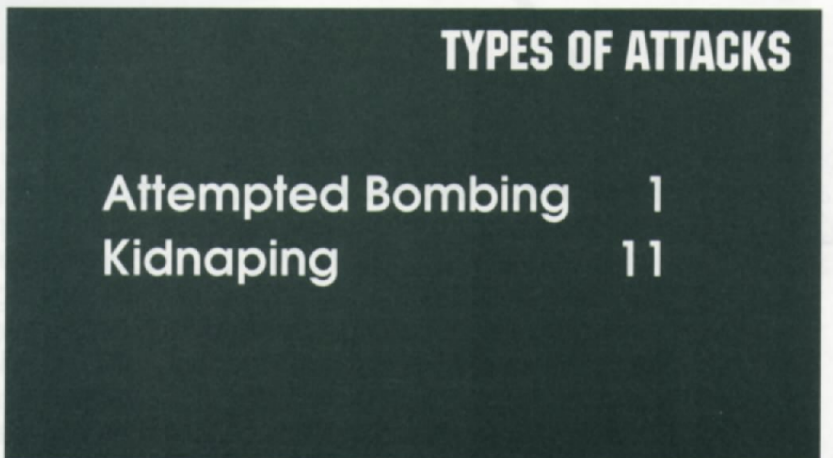 TYPES OF ATTACKS
Attempted Bombing 1
Kidnaping 11